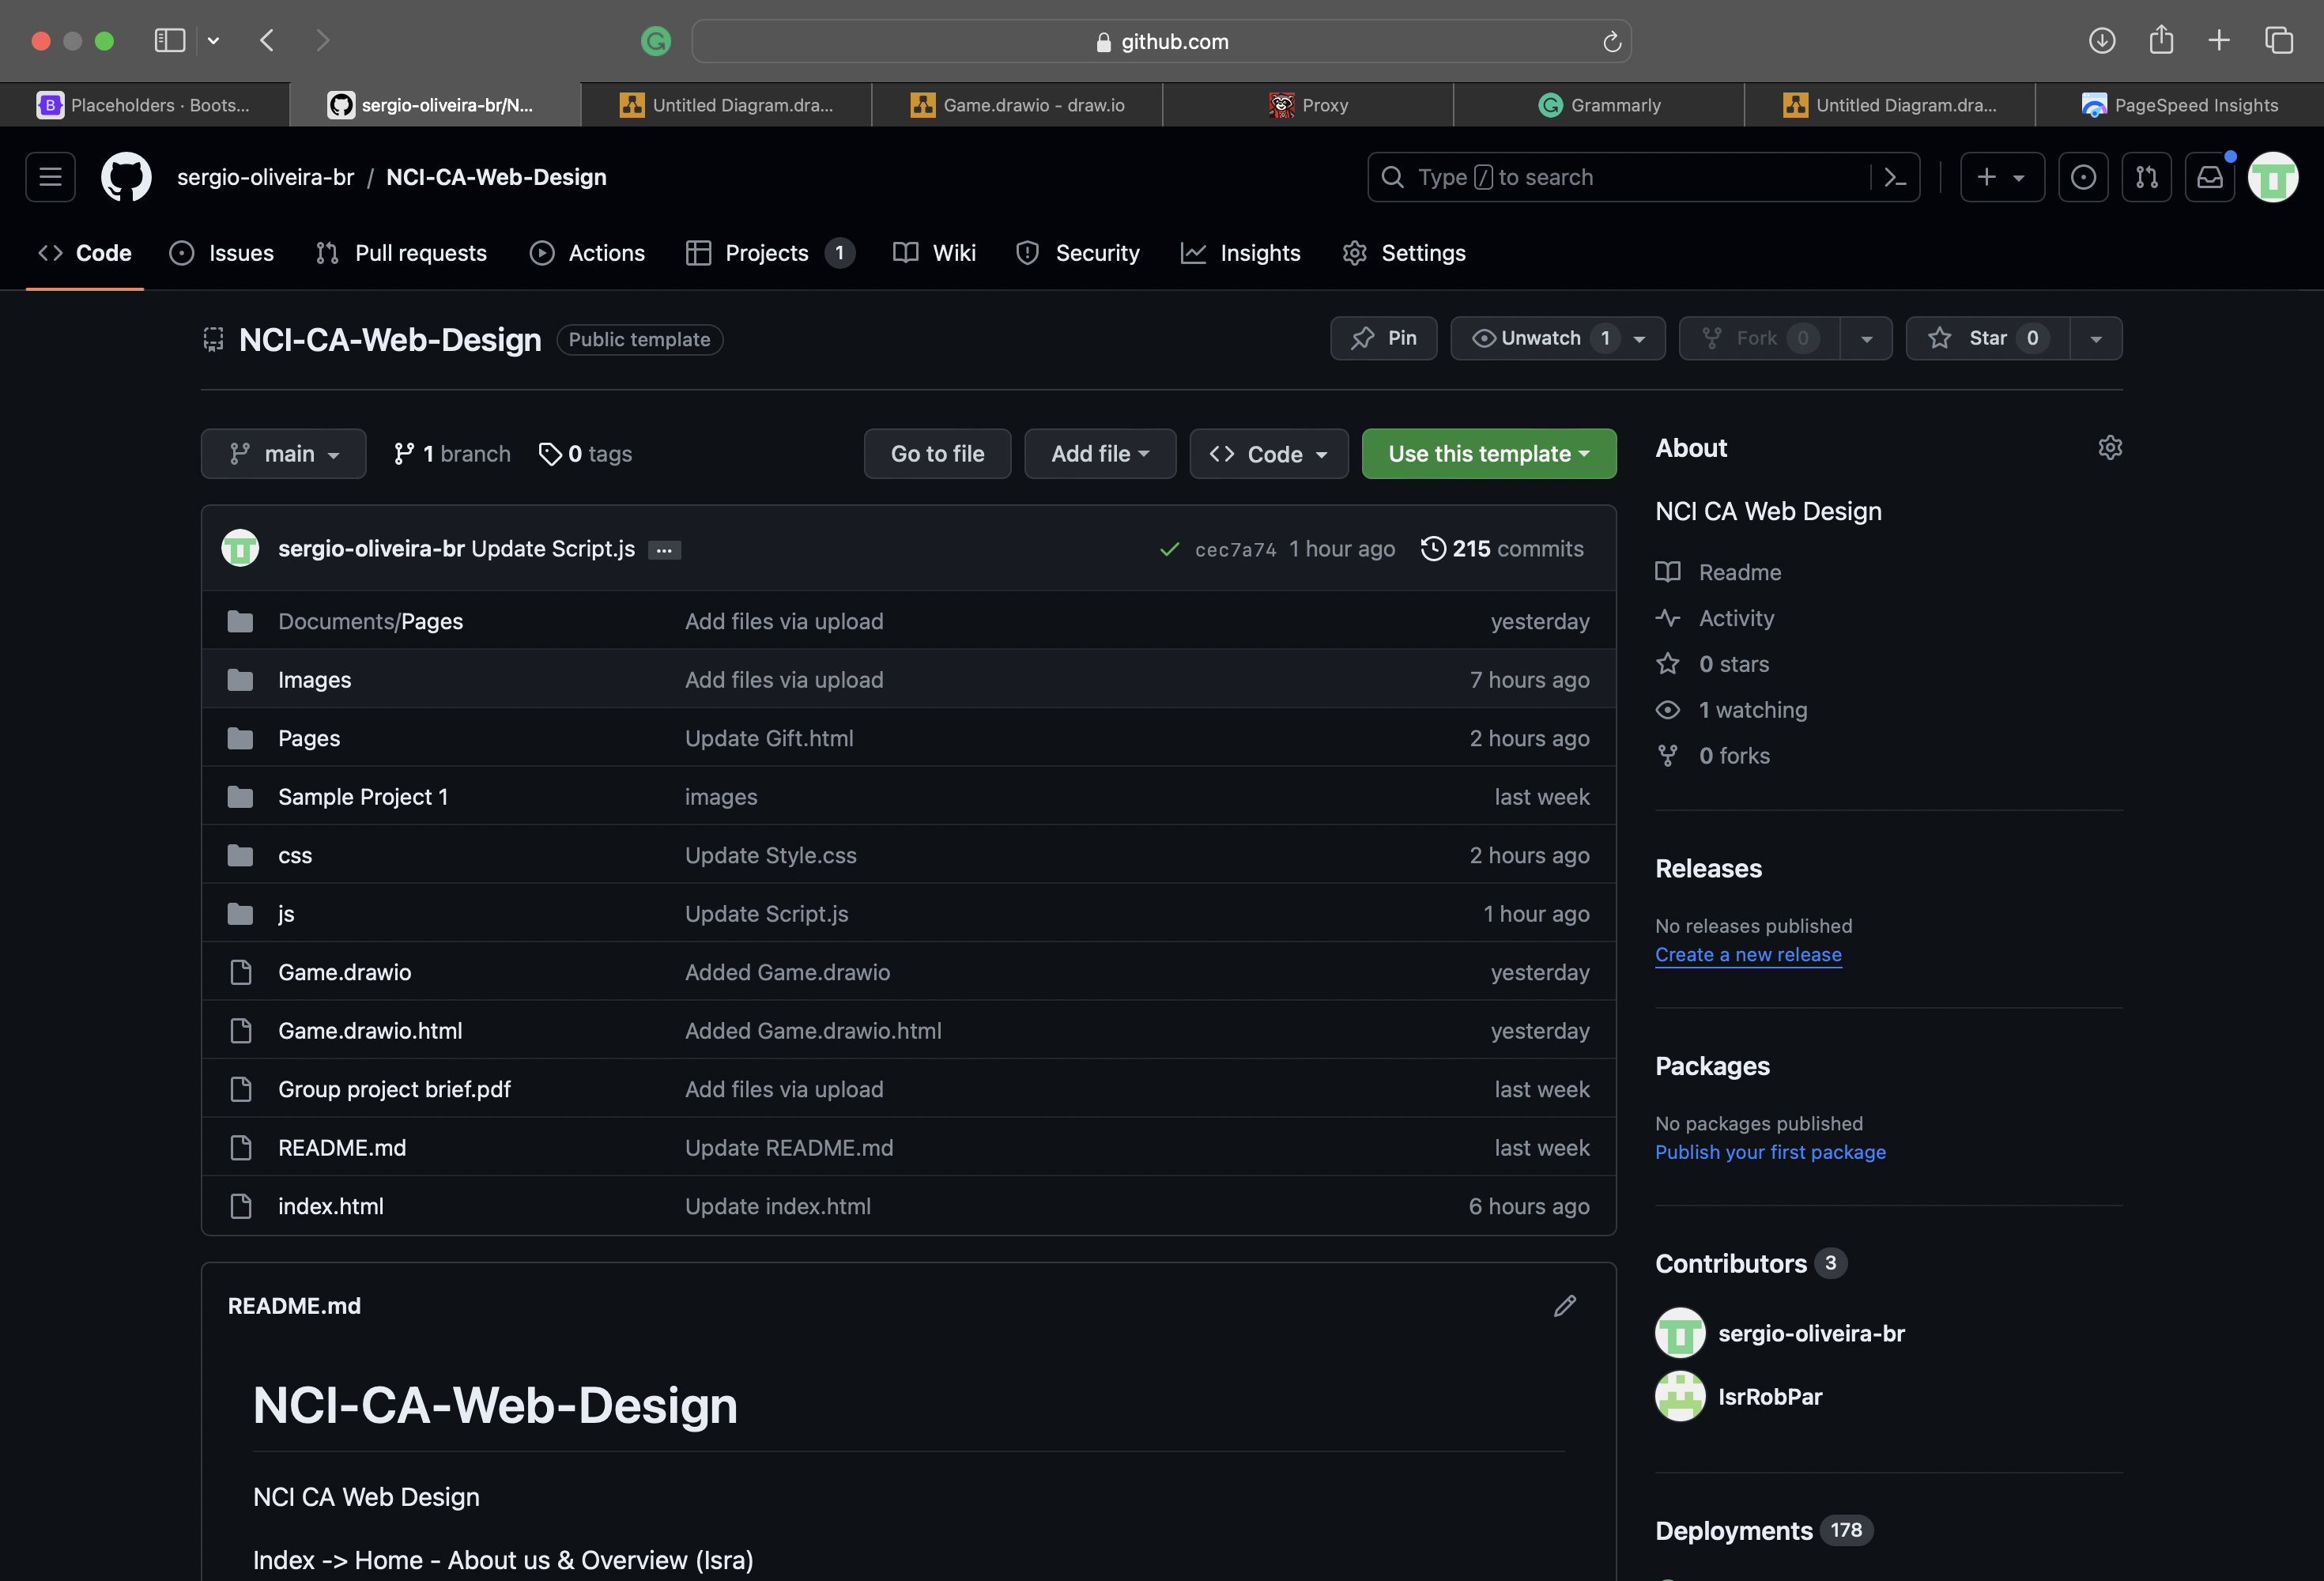 github.com
Placeholders · Boots...
sergio-oliveira-br/N...
Untitled Diagram.dra...
Game.drawio - draw.io
Proxy
Grammarly
Untitled Diagram.dra...
PageSpeed Insights
sergio-oliveira-br / NCI-CA-Web-Design
Type / to search
Code Issues Pull requests Actions Projects 1 Wiki Security Insights Settings
NCI-CA-Web-Design Public template
Pin Unwatch 1 Fork 0 Star 0
main 1 branch 0 tags Go to file Add file Code Use this template
sergio-oliveira-br Update Script.js ... cec7a74 1 hour ago 215 commits
Documents/Pages Add files via upload yesterday
Images Add files via upload 7 hours ago
Pages Update Gift.html 2 hours ago
Sample Project 1 images last week
css Update Style.css 2 hours ago
js Update Script.js 1 hour ago
Game.drawio Added Game.drawio yesterday
Game.drawio.html Added Game.drawio.html yesterday
Group project brief.pdf Add files via upload last week
README.md Update README.md last week
index.html Update index.html 6 hours ago
README.md
NCI-CA-Web-Design
NCI CA Web Design
Index -> Home - About us & Overview (Isra)
About
NCI CA Web Design
Readme
Activity
0 stars
1 watching
0 forks
Releases
No releases published
Create a new release
Packages
No packages published
Publish your first package
Contributors 3
sergio-oliveira-br
IsrRobPar
Deployments 178